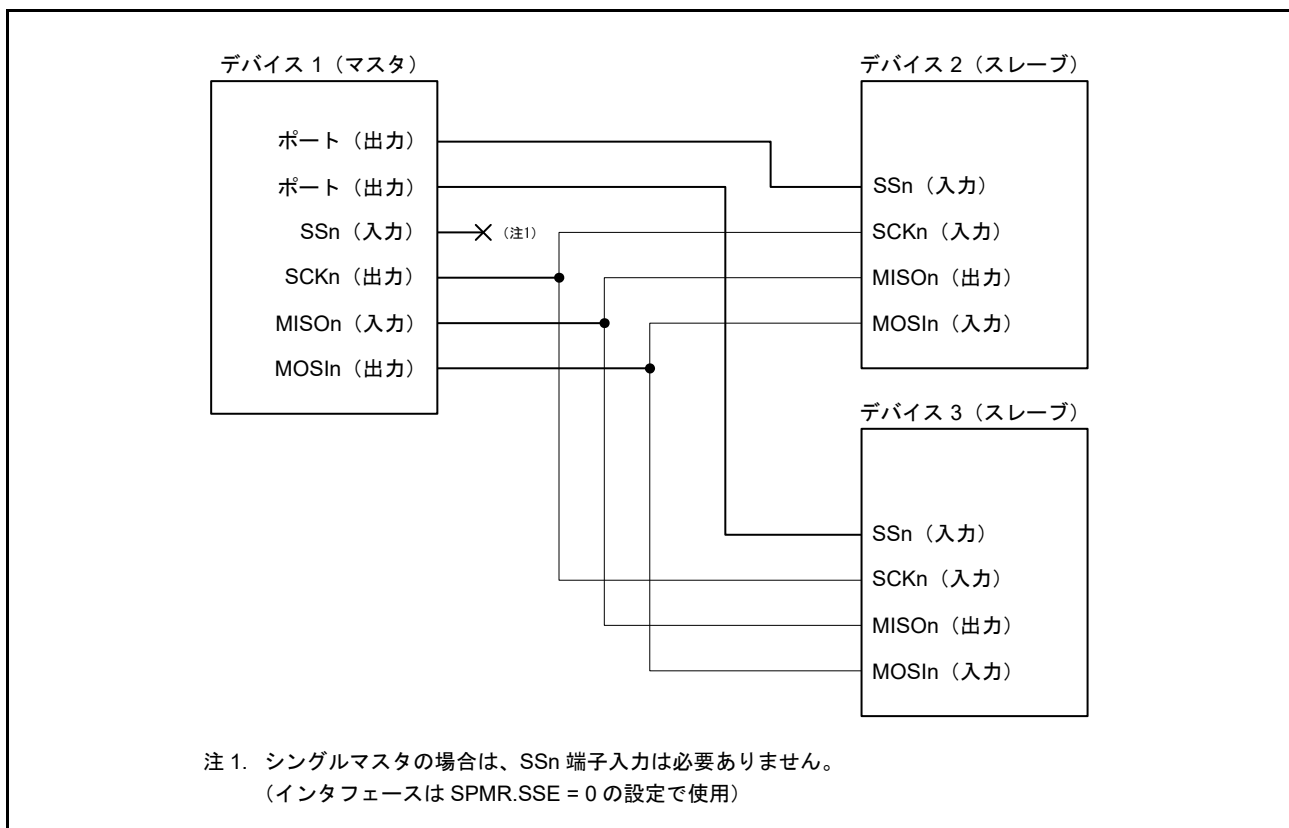 デバイス 1（マスタ）
ポート（出力）
ポート（出力）
SSn（入力）
（注1）
SCKn（出力）
MISOn（入力）
MOSIn（出力）
デバイス 2（スレーブ）
SSn（入力）
SCKn（入力）
MISOn（出力）
MOSIn（入力）
デバイス 3（スレーブ）
SSn（入力）
SCKn（入力）
MISOn（出力）
MOSIn（入力）
注 1. シングルマスタの場合は、SSn 端子入力は必要ありません。
（インタフェースは SPMR.SSE = 0 の設定で使用）